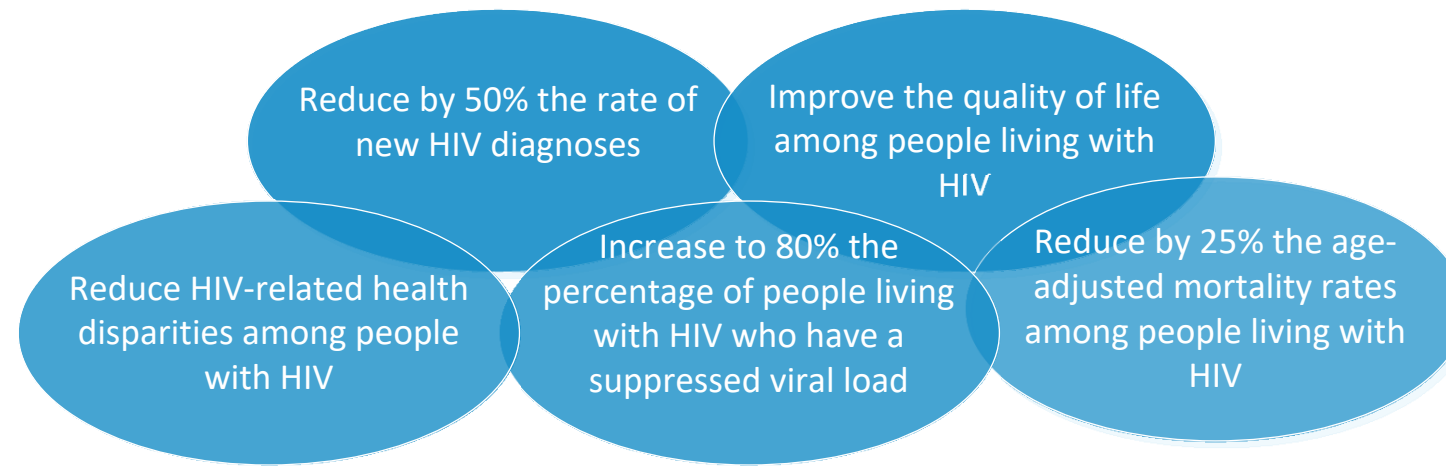 Reduce by 50% the rate of
new HIV diagnoses
Improve the quality of life
among people living with
HIV
Reduce HIV-related health
disparities among people
with HIV
Increase to 80% the
percentage of people living
with HIV who have a
suppressed viral load
Reduce by 25% the age-
adjusted mortality rates
among people living with
HIV